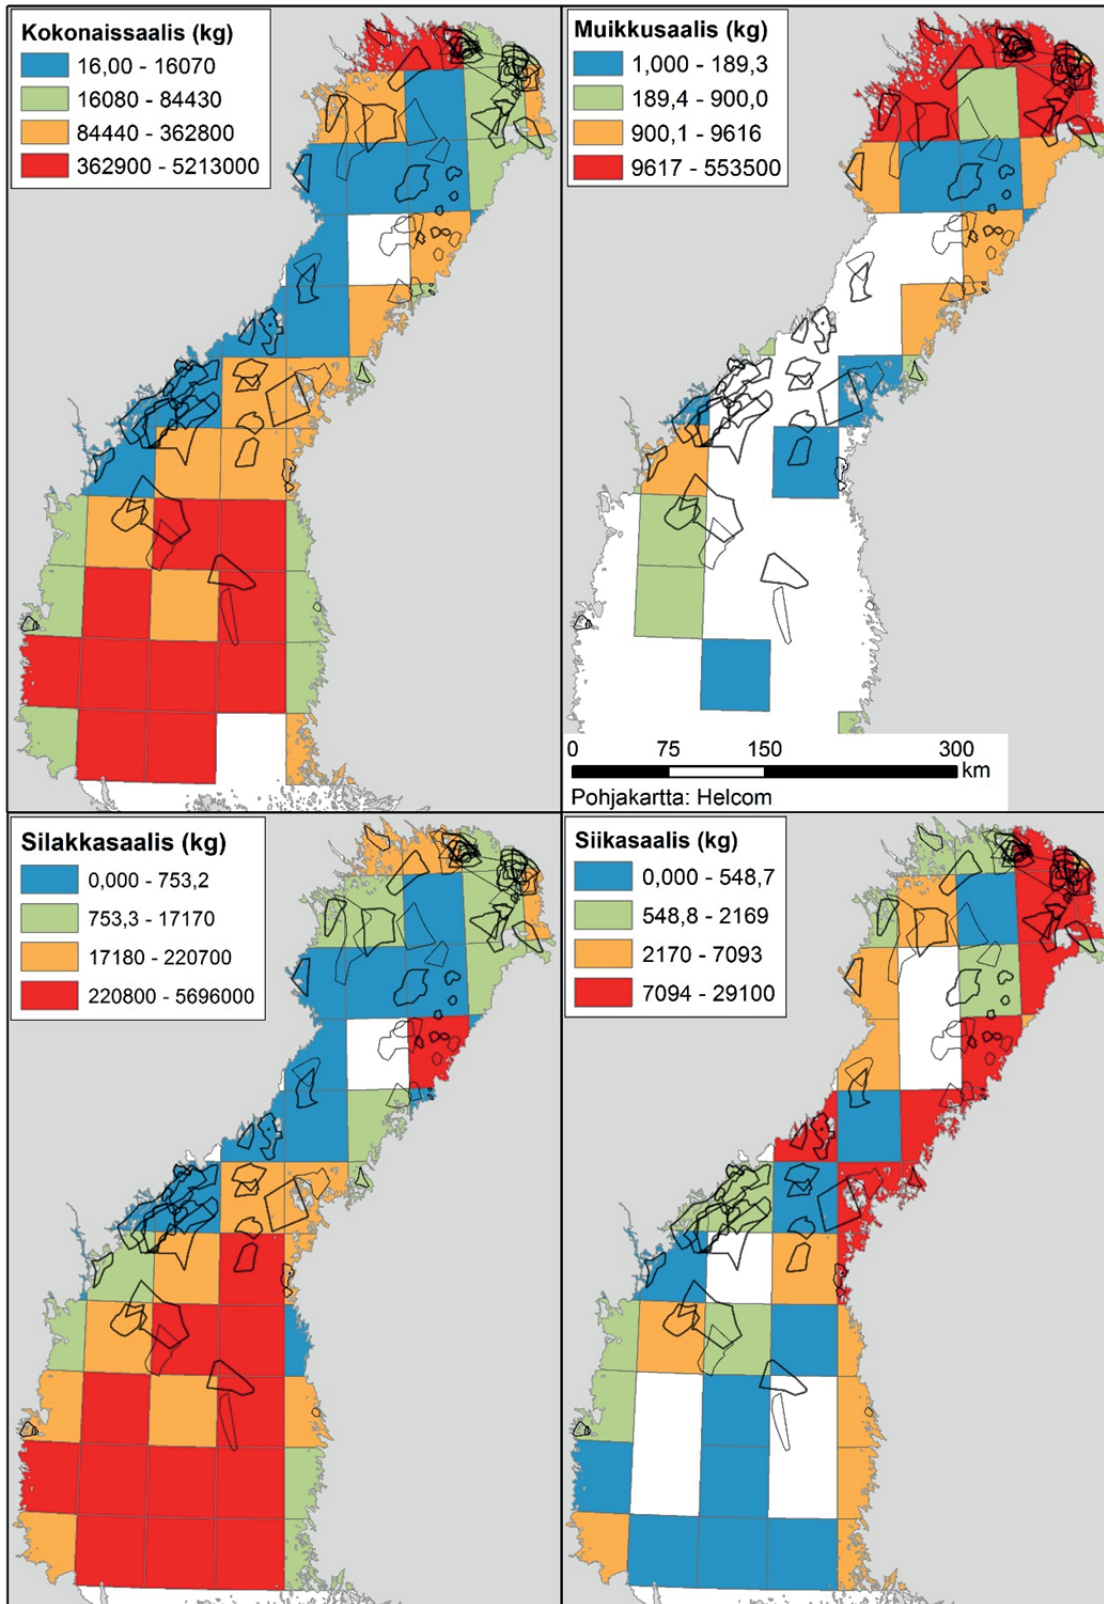 Kokonaissaalis (kg)
16,00 - 16070
16080 - 84430
84440 - 362800
362900 - 5213000
Muikkusaalis (kg)
1,000 - 189,3
189,4 - 900,0
900,1 - 9616
9617 - 553500
0 75 150 300
km
Pohjakartta: Helcom
Silakkasaalis (kg)
0,000 - 753,2
753,3 - 17170
17180 - 220700
220800 - 5696000
Siikasaalis (kg)
0,000 - 548,7
548,8 - 2169
2170 - 7093
7094 - 29100